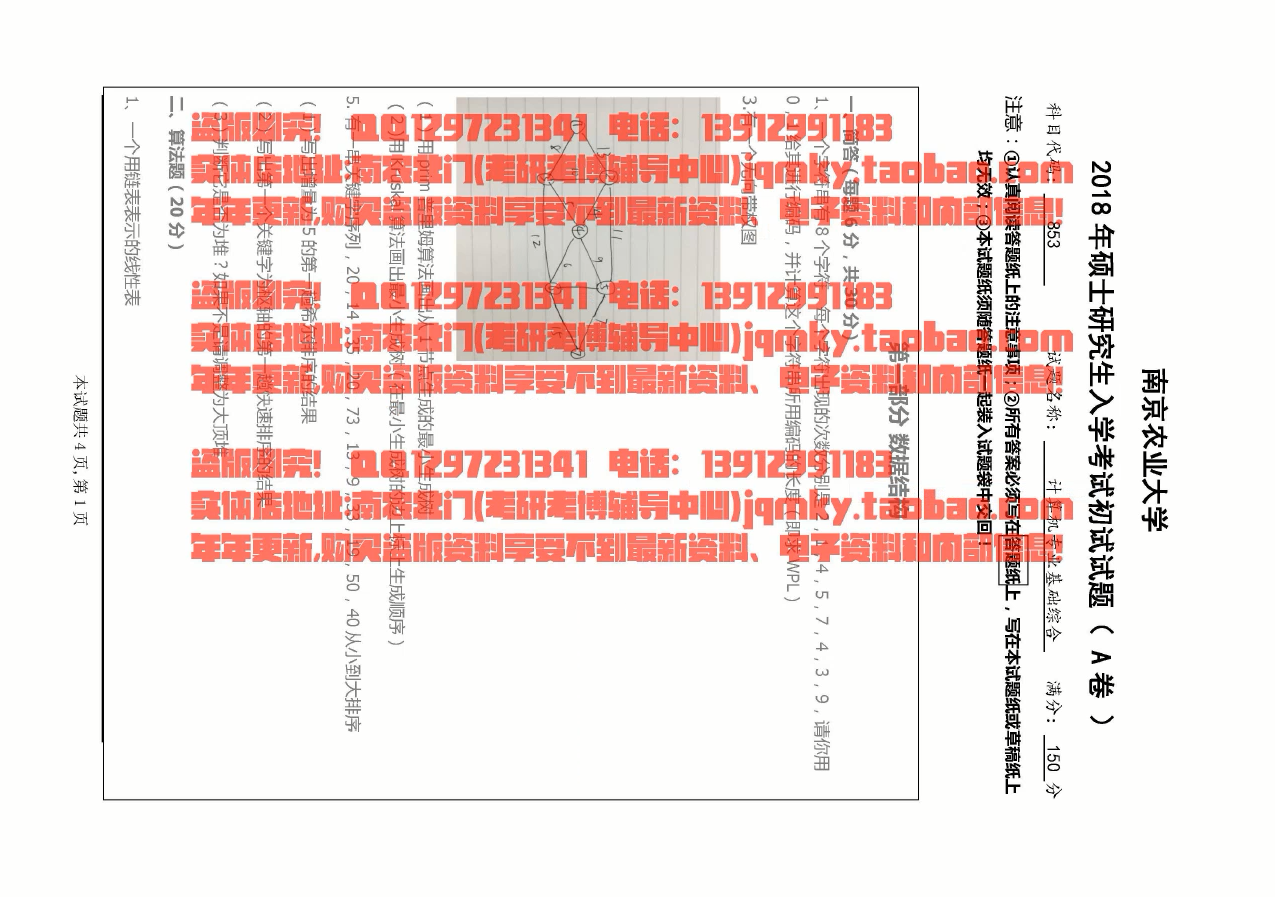 南京农业大学
2018 年硕士研究生入学考试初试试题（ A 卷 ）
科目代码： 853 试题名称： 计算机专业基础综合 满分： 150 分
注意：①认真阅读答题纸上的注意事项；②所有答案必须写在答题纸上，写在本试题纸或草稿纸上
均无效；③本试题纸须随答题纸一起装入试题袋中交回！
第一部分 数据结构
一、简答（每题 6 分，共 30 分）
1、一个字符串有 8 个字符，每个字符出现的次数分别是 2，1，4，5，7，4，3，9，请你用
0，1 给其进行编码，并计算这个字符串所用编码的长度（即求 WPL）
3.有一个无向带权图
（1）用 prim 普里姆算法画出从 1 节点生成的最小生成树
（2）用 Kruskal 算法画出最小生成树（在最小生成树的边上标上生成顺序）
5. 有一串关键字序列，20，14，35，20，73，13，9，33，19，50，40 从小到大排序
（1）写出增量为 5 的第一趟希尔排序的结果
（2）写出第一个关键字为枢轴的第一趟快速排序的结果
（3）判断它是否为堆？如果不是请调整为大顶堆
二、算法题（20 分）
1、一个用链表表示的线性表
本试题共 4 页, 第 1 页
盗版必究！ QQ:1297231341 电话：13912991183
实体店地址:南农北门(考研考博辅导中心)jqmky.taobao.com
年年更新,购买盗版资料享受不到最新资料、电子资料和内部信息!
盗版必究！ QQ:1297231341 电话：13912991183
实体店地址:南农北门(考研考博辅导中心)jqmky.taobao.com
年年更新,购买盗版资料享受不到最新资料、电子资料和内部信息!
盗版必究！ QQ:1297231341 电话：13912991183
实体店地址:南农北门(考研考博辅导中心)jqmky.taobao.com
年年更新,购买盗版资料享受不到最新资料、电子资料和内部信息!